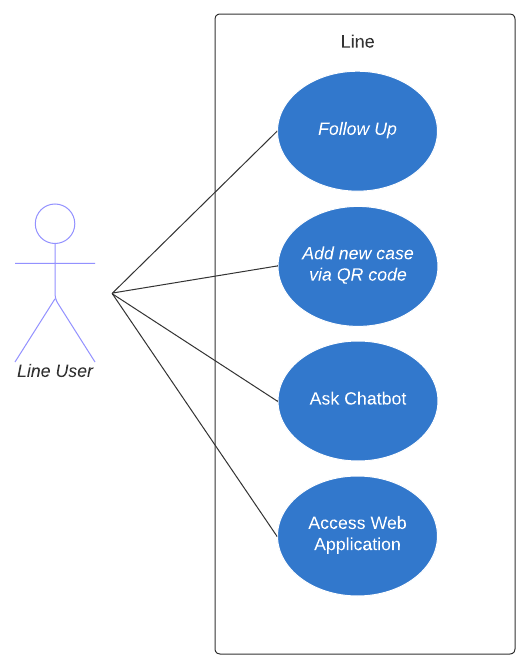 Line
Follow Up
Add new case
via QR code
Line User
Ask Chatbot
Access Web
Application